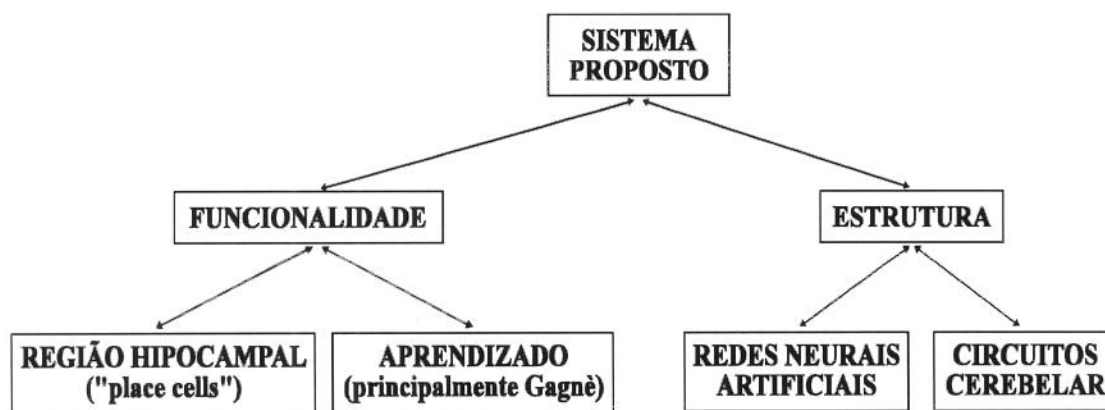 SISTEMA
PROPOSTO
FUNCIONALIDADE
ESTRUTURA
REGIÃO HIPOCAMPAL
("place cells")
APRENDIZADO
(principalmente Gagnè)
REDES NEURAIS
ARTIFICIAIS
CIRCUITOS
CEREBELAR